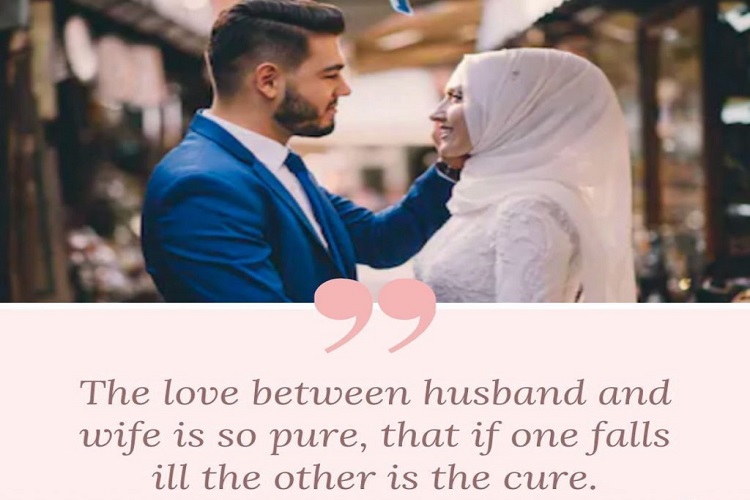 The love between husband and
wife is so pure, that if one falls
ill the other is the cure.